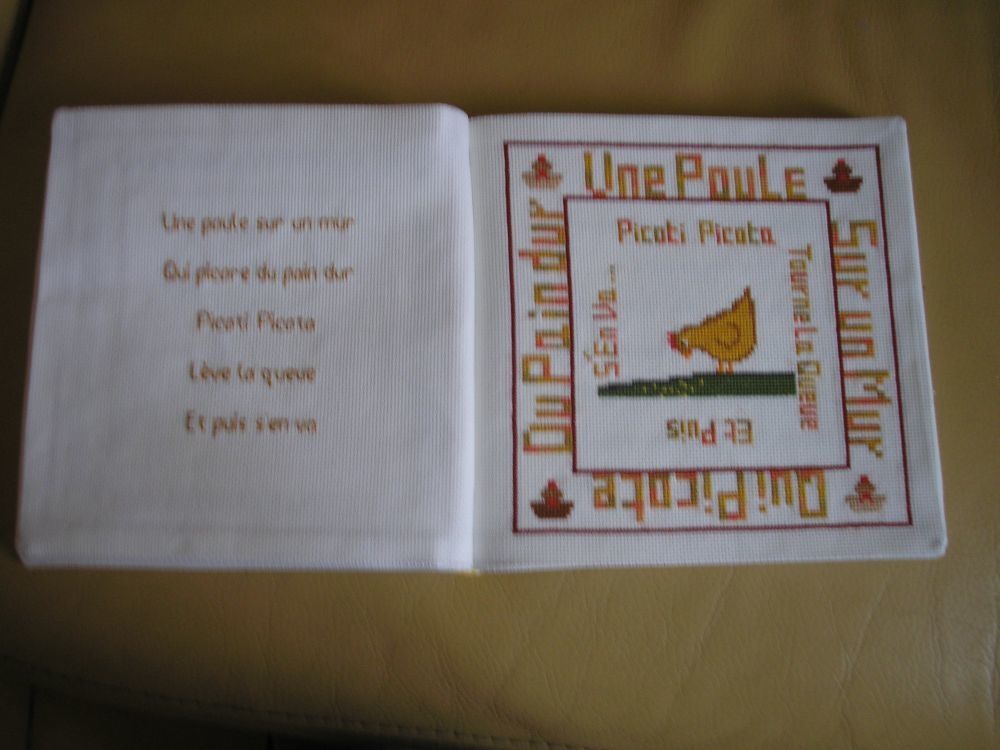 Une poule sur un mur
Qui picore du pain dur
Picoti Picota
Lève la queue
Et puis s'en va
Une Poule
Sur un Mur
Qui Picote
Du Pain dur
Picoti Picota
Tourne La Queue
Et Puis
S'En Va...